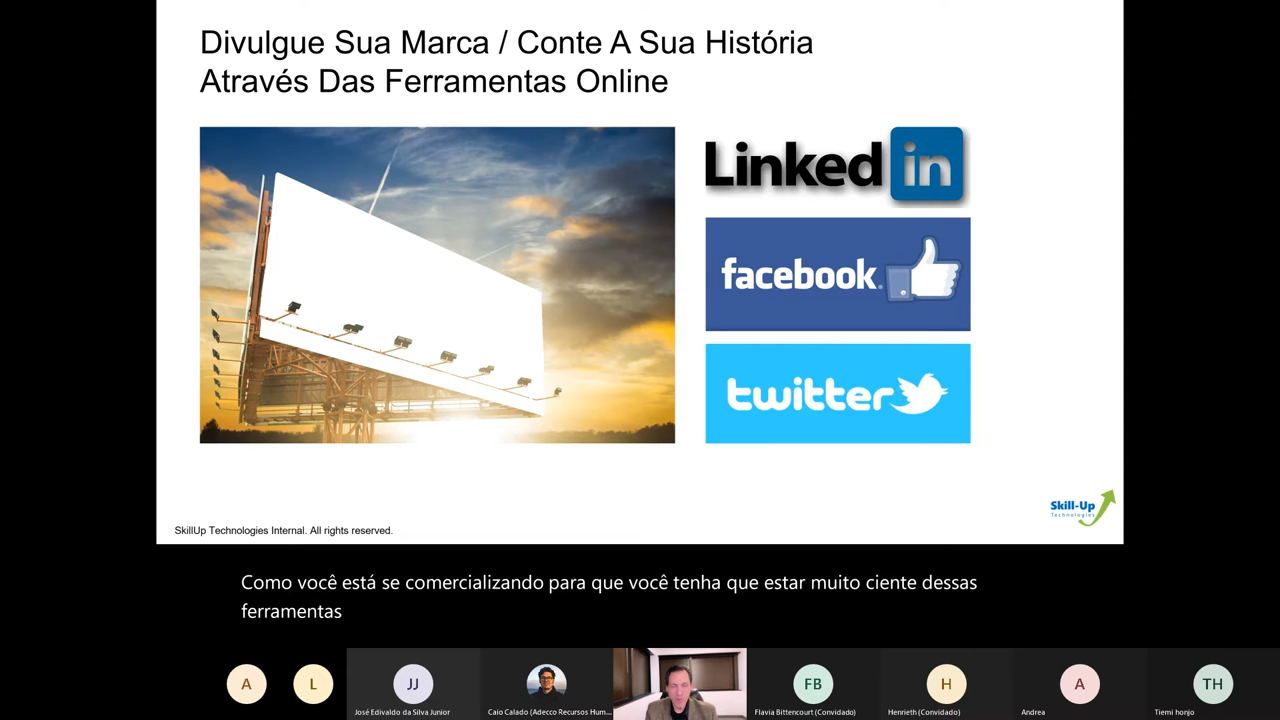 Divulgue Sua Marca / Conte A Sua História
Através Das Ferramentas Online
Linked in
facebook
twitter
Skill-Up
Technologies
SkillUp Technologies Internal. All rights reserved.
Como você está se comercializando para que você tenha que estar muito ciente dessas
ferramentas
A
L
JJ
FB
H
A
TH
José Edivaldo da Silva Junior
Caio Calado (Adecco Recursos Hum...
Flavia Bittencourt (Convidado)
Henrieth (Convidado)
Andrea
Tiemi honjo